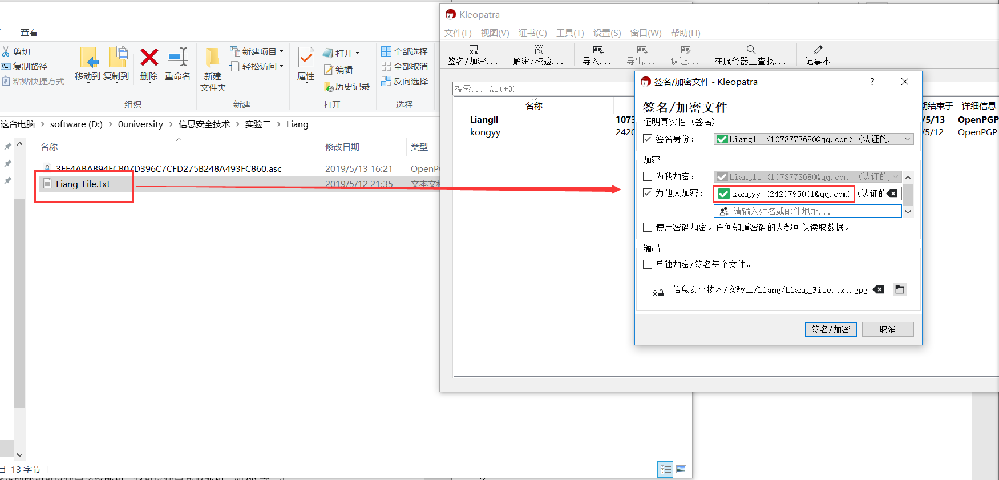 查看
剪切
复制路径
粘贴快捷方式
移动到
复制到
删除
重命名
组织
新建
文件夹
新建项目
轻松访问
新建
属性
打开
编辑
历史记录
打开
全部选择
全部取消
反向选择
选择
这台电脑 > software (D:) > 0university > 信息安全技术 > 实验二 > Liang
名称 修改日期 类型
3FF4ABAB94FCB07D396C7CFD275B248A493FC860.asc 2019/5/13 16:21 OpenP
Liang_File.txt 2019/5/12 21:35 文本文
13 字节
Kleopatra
文件(F) 视图(V) 证书(C) 工具(T) 设置(S) 窗口(W) 帮助(H)
签名/加密... 解密/校验... 导入... 导出... 认证... 在服务器上查找... 记事本
搜索...<Alt+Q>
名称 期结束于 详细信息
Liangll 1073 /5/13 OpenPGP
kongyy 2420 /5/12 OpenPGP
签名/加密文件 - Kleopatra
? ×
签名/加密文件
证明真实性（签名）
签名身份： Liangll <1073773680@qq.com>（认证的,
加密
为我加密： Liangll <1073773680@qq.com>（认证的
为他人加密： kongyy <2420795001@qq.com>（认证的
请输入姓名或邮件地址...
使用密码加密。任何知道密码的人都可以读取数据。
输出
单独加密/签名每个文件。
信息安全技术/实验二/Liang/Liang_File.txt.gpg
签名/加密 取消